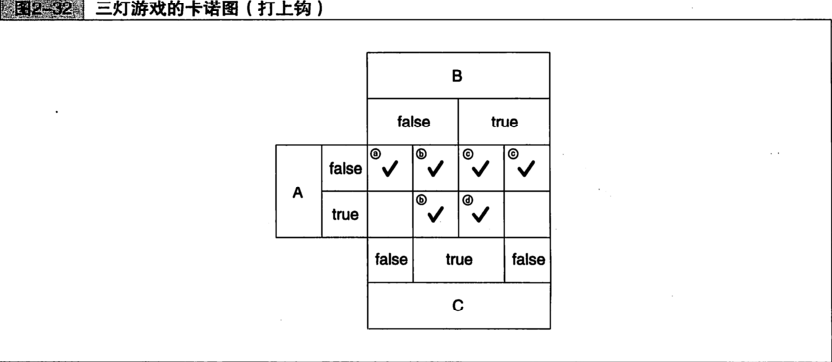 图2-32 三灯游戏的卡诺图（打上钩）
B
false true
A false ⓐ ✓ ⓑ ✓ ⓒ ✓ ⓒ ✓
true ⓑ ✓ ⓓ ✓
false true false
C